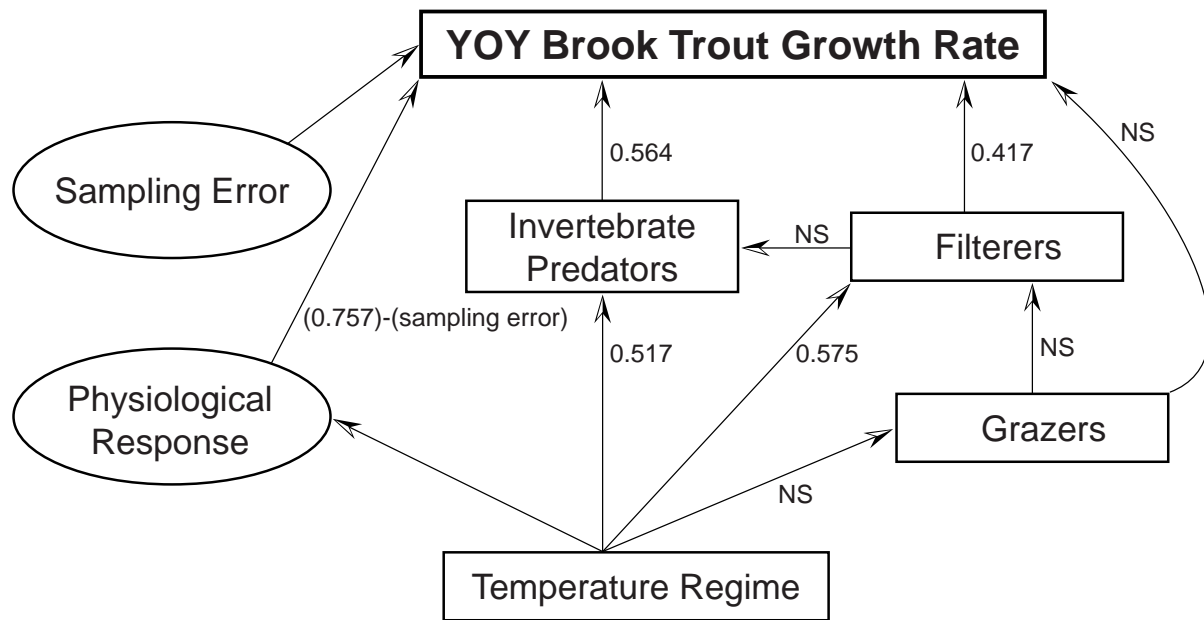 YOY Brook Trout Growth Rate
NS
0.564
0.417
Sampling Error
Invertebrate
Predators
NS
Filterers
(0.757)-(sampling error)
0.517
0.575
NS
Physiological
Response
Grazers
NS
Temperature Regime